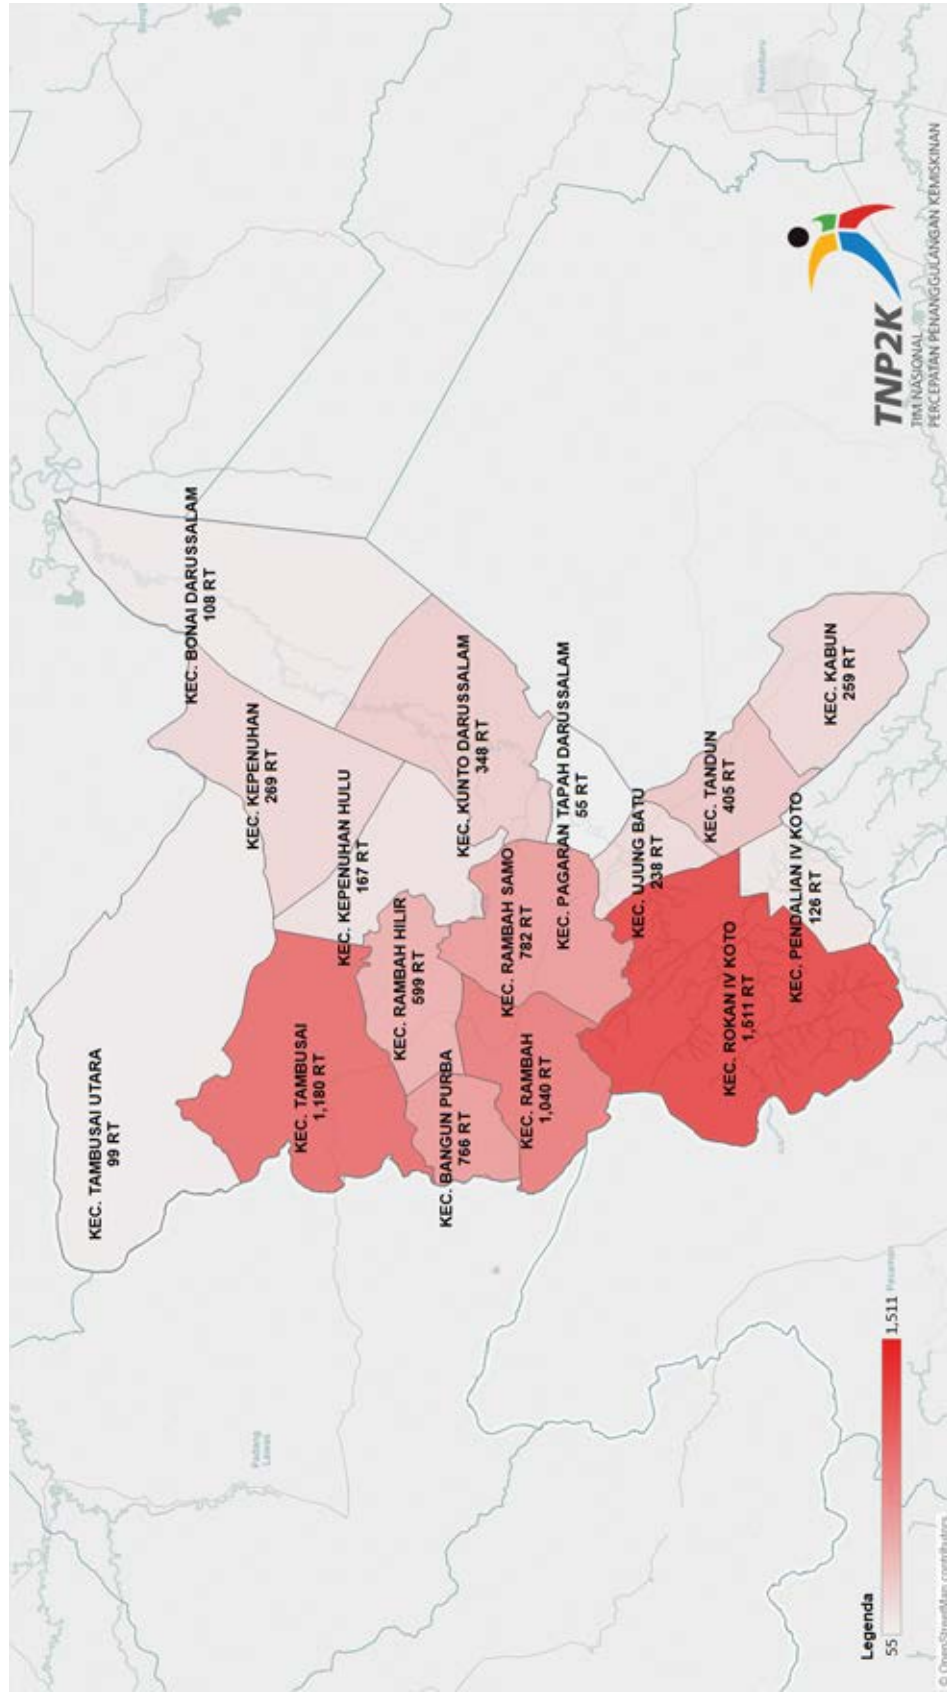 KEC. TAMBUSAI UTARA
99 RT
KEC. BONAI DARUSSALAM
108 RT
KEC. KEPENUHAN
269 RT
KEC. TAMBUSAI
1,180 RT
KEC. KEPENUHAN HULU
167 RT
KEC. RAMBAH HILIR
599 RT
KEC. KUNTO DARUSSALAM
348 RT
KEC. BANGUN PURBA
766 RT
KEC. RAMBAH SAMO
782 RT
KEC. RAMBAH
1,040 RT
KEC. PAGARAN TAPAH DARUSSALAM
55 RT
KEC. UJUNG BATU
238 RT
KEC. TANDUN
405 RT
KEC. ROKAN IV KOTO
1,511 RT
KEC. PENDALIAN IV KOTO
126 RT
KEC. KABUN
259 RT
Padang
Lawas
Pekanbaru
Pasaman
Legenda
55
1,511
© OpenStreetMap contributors
TNP2K
TIM NASIONAL
PERCEPATAN PENANGGULANGAN KEMISKINAN